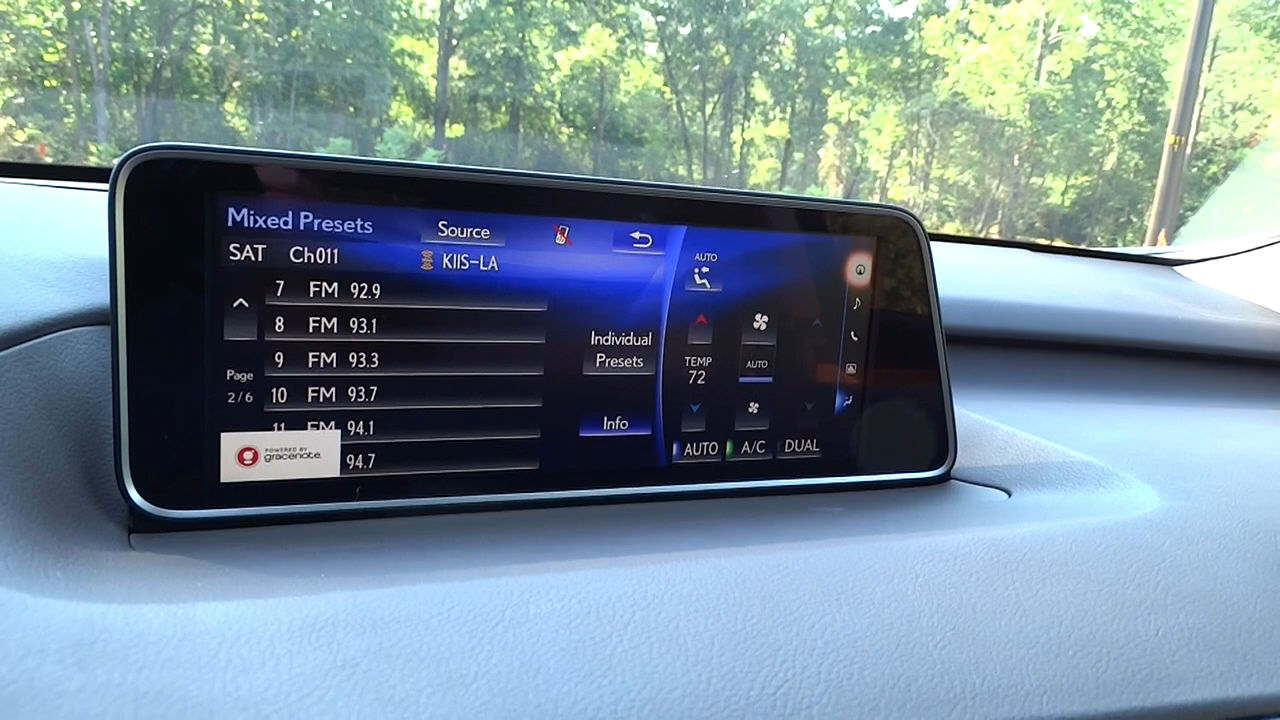 Mixed Presets
Source
SAT Ch011
KIIS-LA
7 FM 92.9
8 FM 93.1
9 FM 93.3
10 FM 93.7
11 FM 94.1
94.7
Page
2/6
POWERED BY
gracenote.
Individual
Presets
Info
AUTO
TEMP
72
AUTO
AUTO
A/C
DUAL